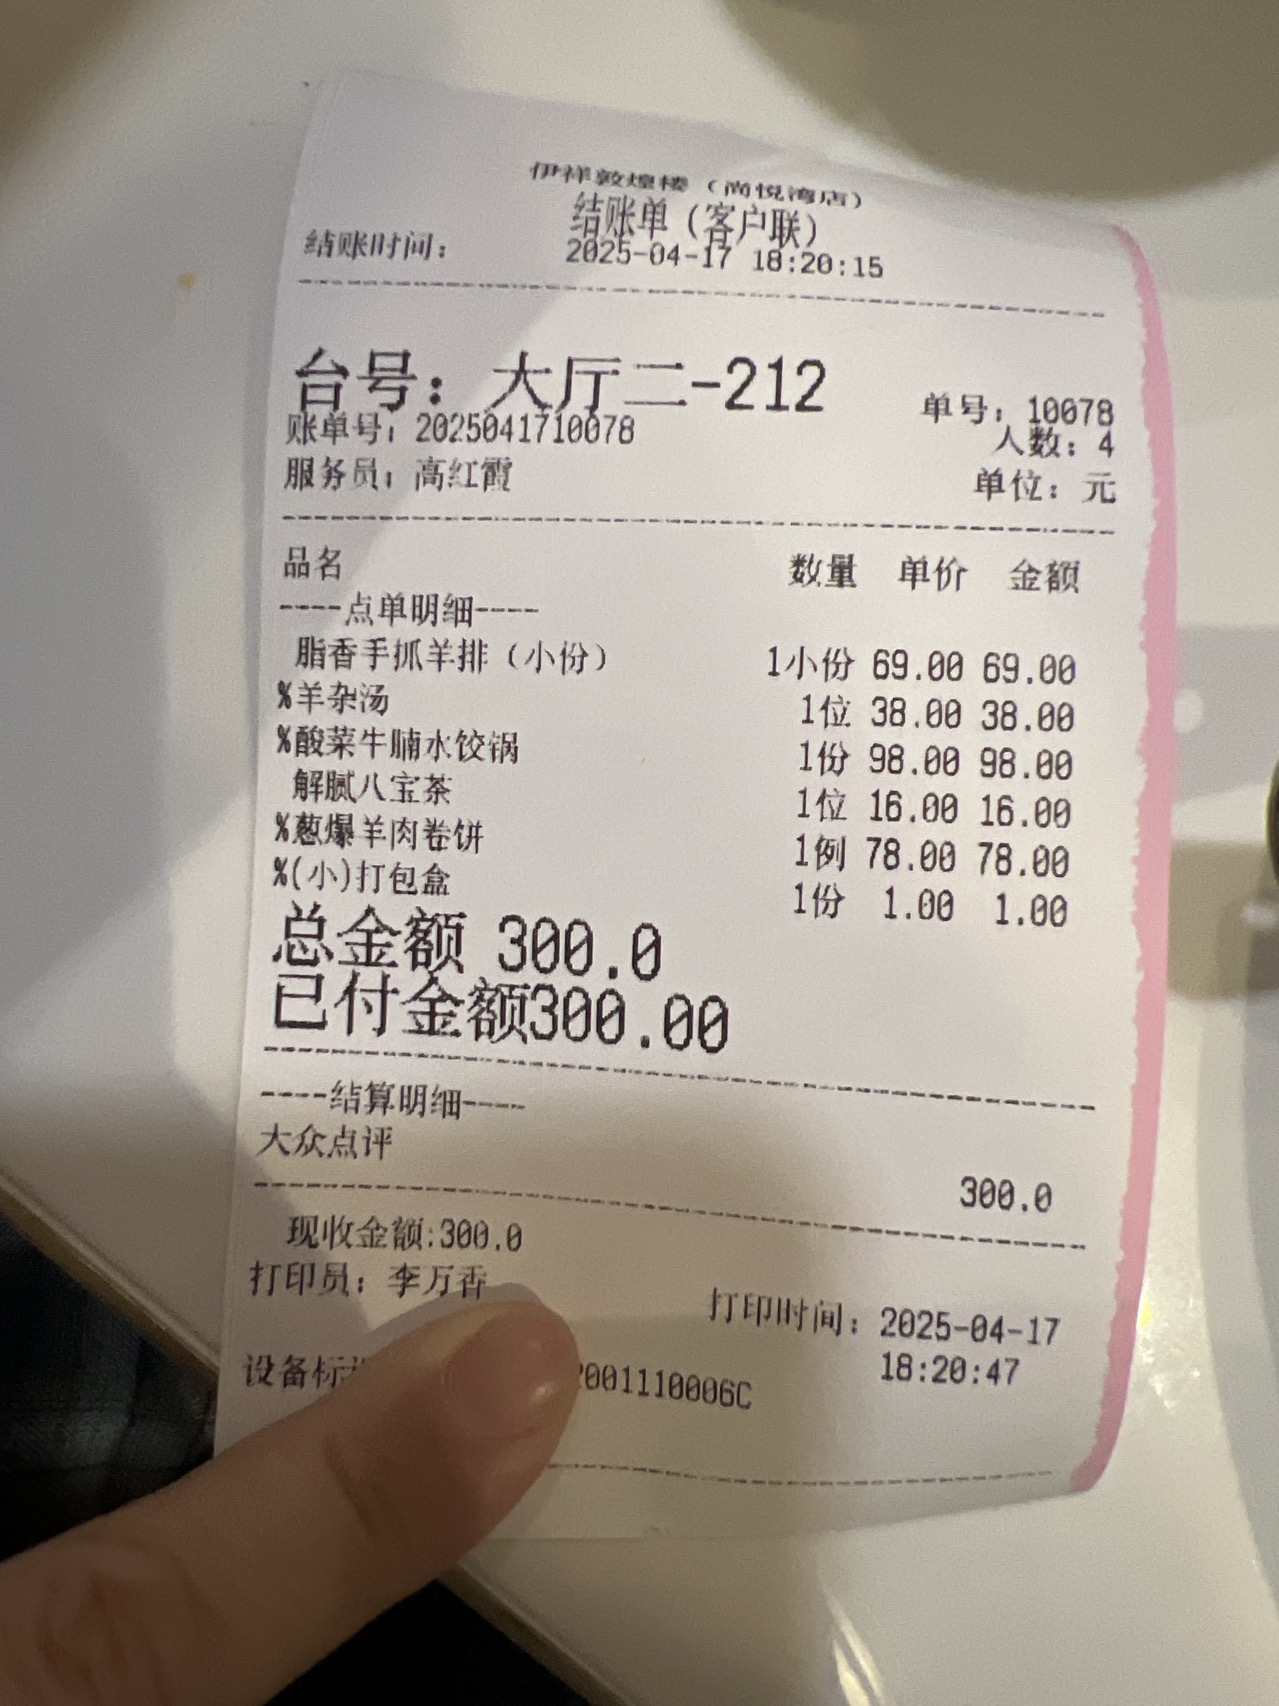 伊祥敦煌楼（尚悦湾店）
结账单（客户联）
结账时间： 2025-04-17 18:20:15
台号：大厅二-212
单号：10078
账单号：2025041710078
人数：4
服务员：高红霞
单位：元
品名 数量 单价 金额
----点单明细----
脂香手抓羊排（小份） 1小份 69.00 69.00
%羊杂汤 1位 38.00 38.00
%酸菜牛腩水饺锅 1份 98.00 98.00
解腻八宝茶 1位 16.00 16.00
%葱爆羊肉卷饼 1例 78.00 78.00
%(小)打包盒 1份 1.00 1.00
总金额 300.0
已付金额300.00
----结算明细----
大众点评 300.0
现收金额:300.0
打印员：李万香
打印时间：2025-04-17
18:20:47
设备标 2001110006C